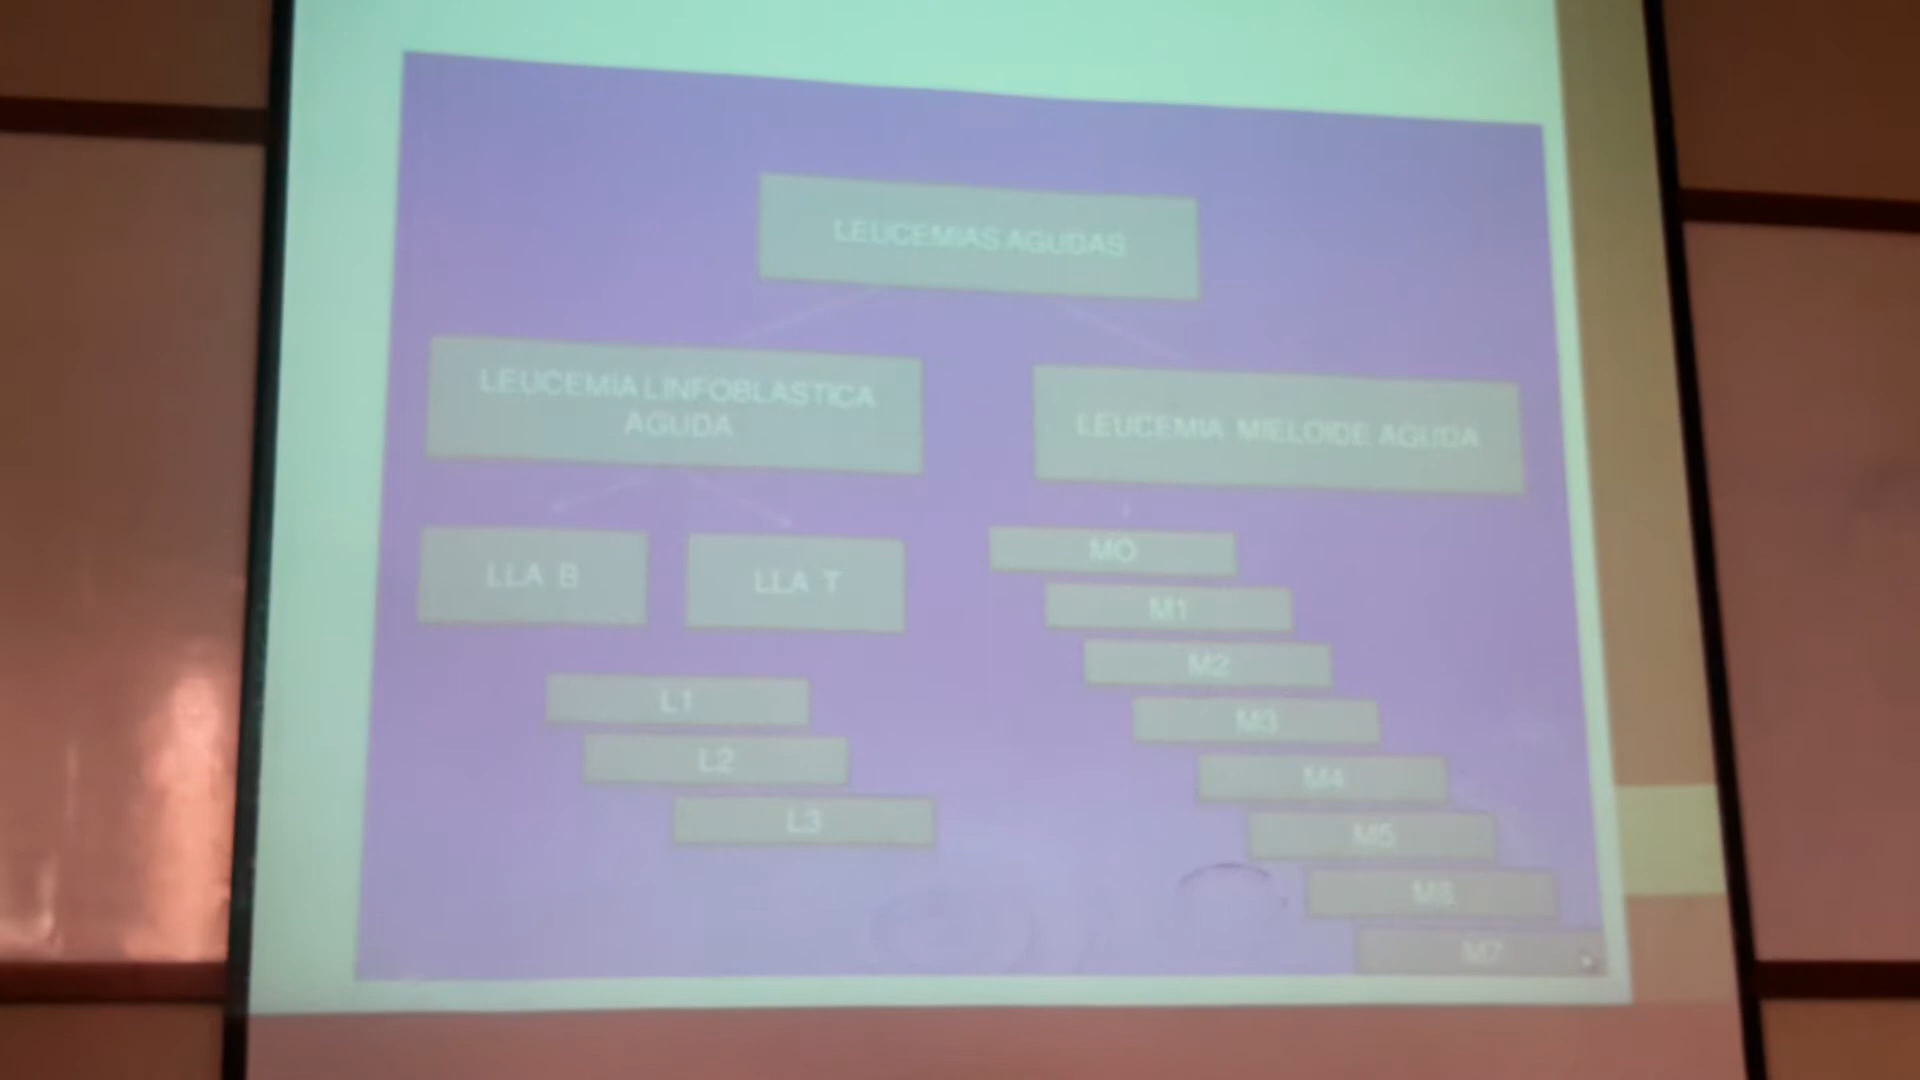 LEUCEMIAS AGUDAS
LEUCEMIA LINFOBLASTICA
AGUDA
LEUCEMIA MIELOIDE AGUDA
LLA B
LLA T
L1
L2
L3
M0
M1
M2
M3
M4
M5
M6
M7